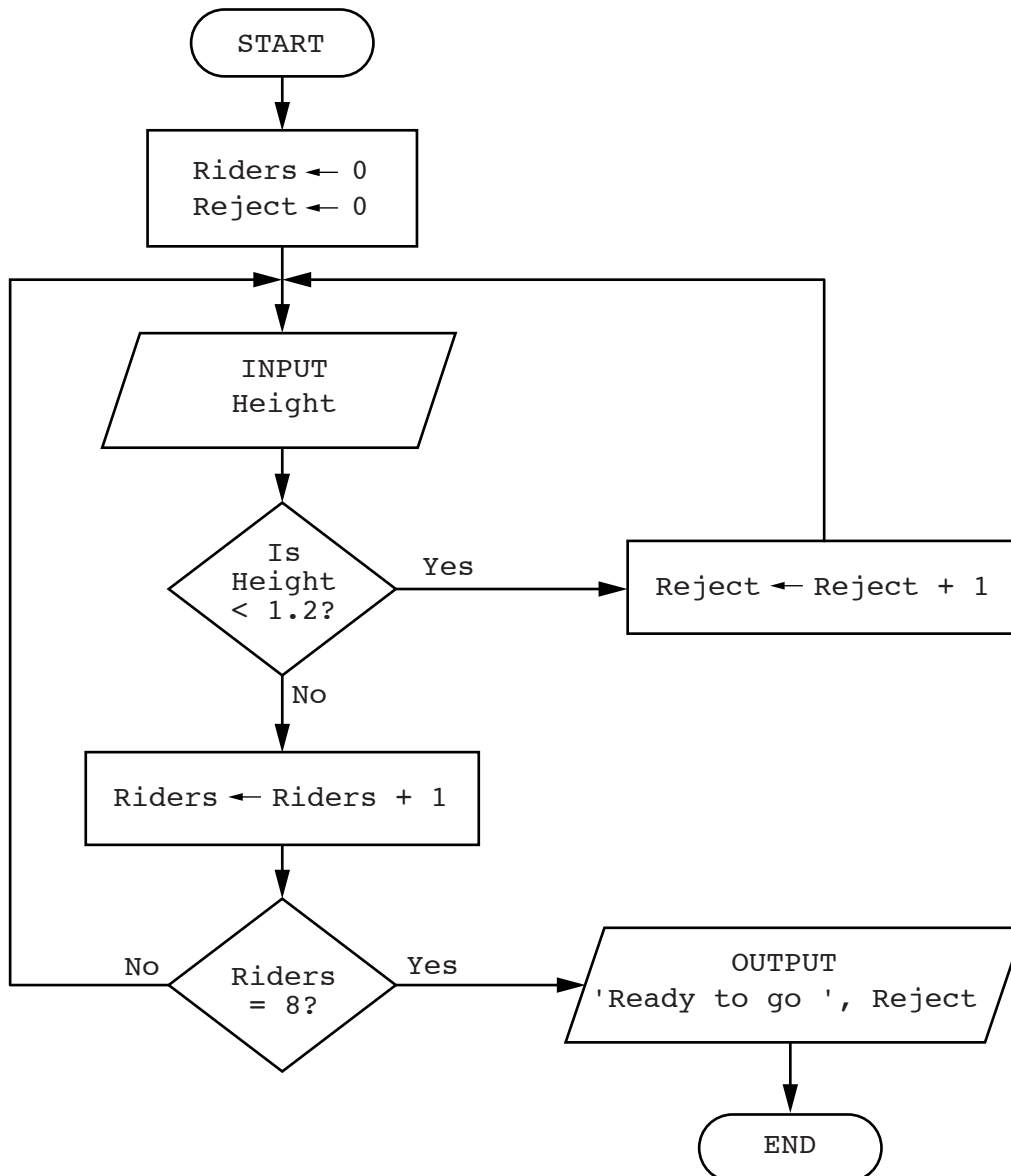 START
Riders ← 0
Reject ← 0
INPUT
Height
Is
Height
< 1.2?
Yes
Reject ← Reject + 1
No
Riders ← Riders + 1
Riders
= 8?
No
Yes
OUTPUT
'Ready to go ', Reject
END